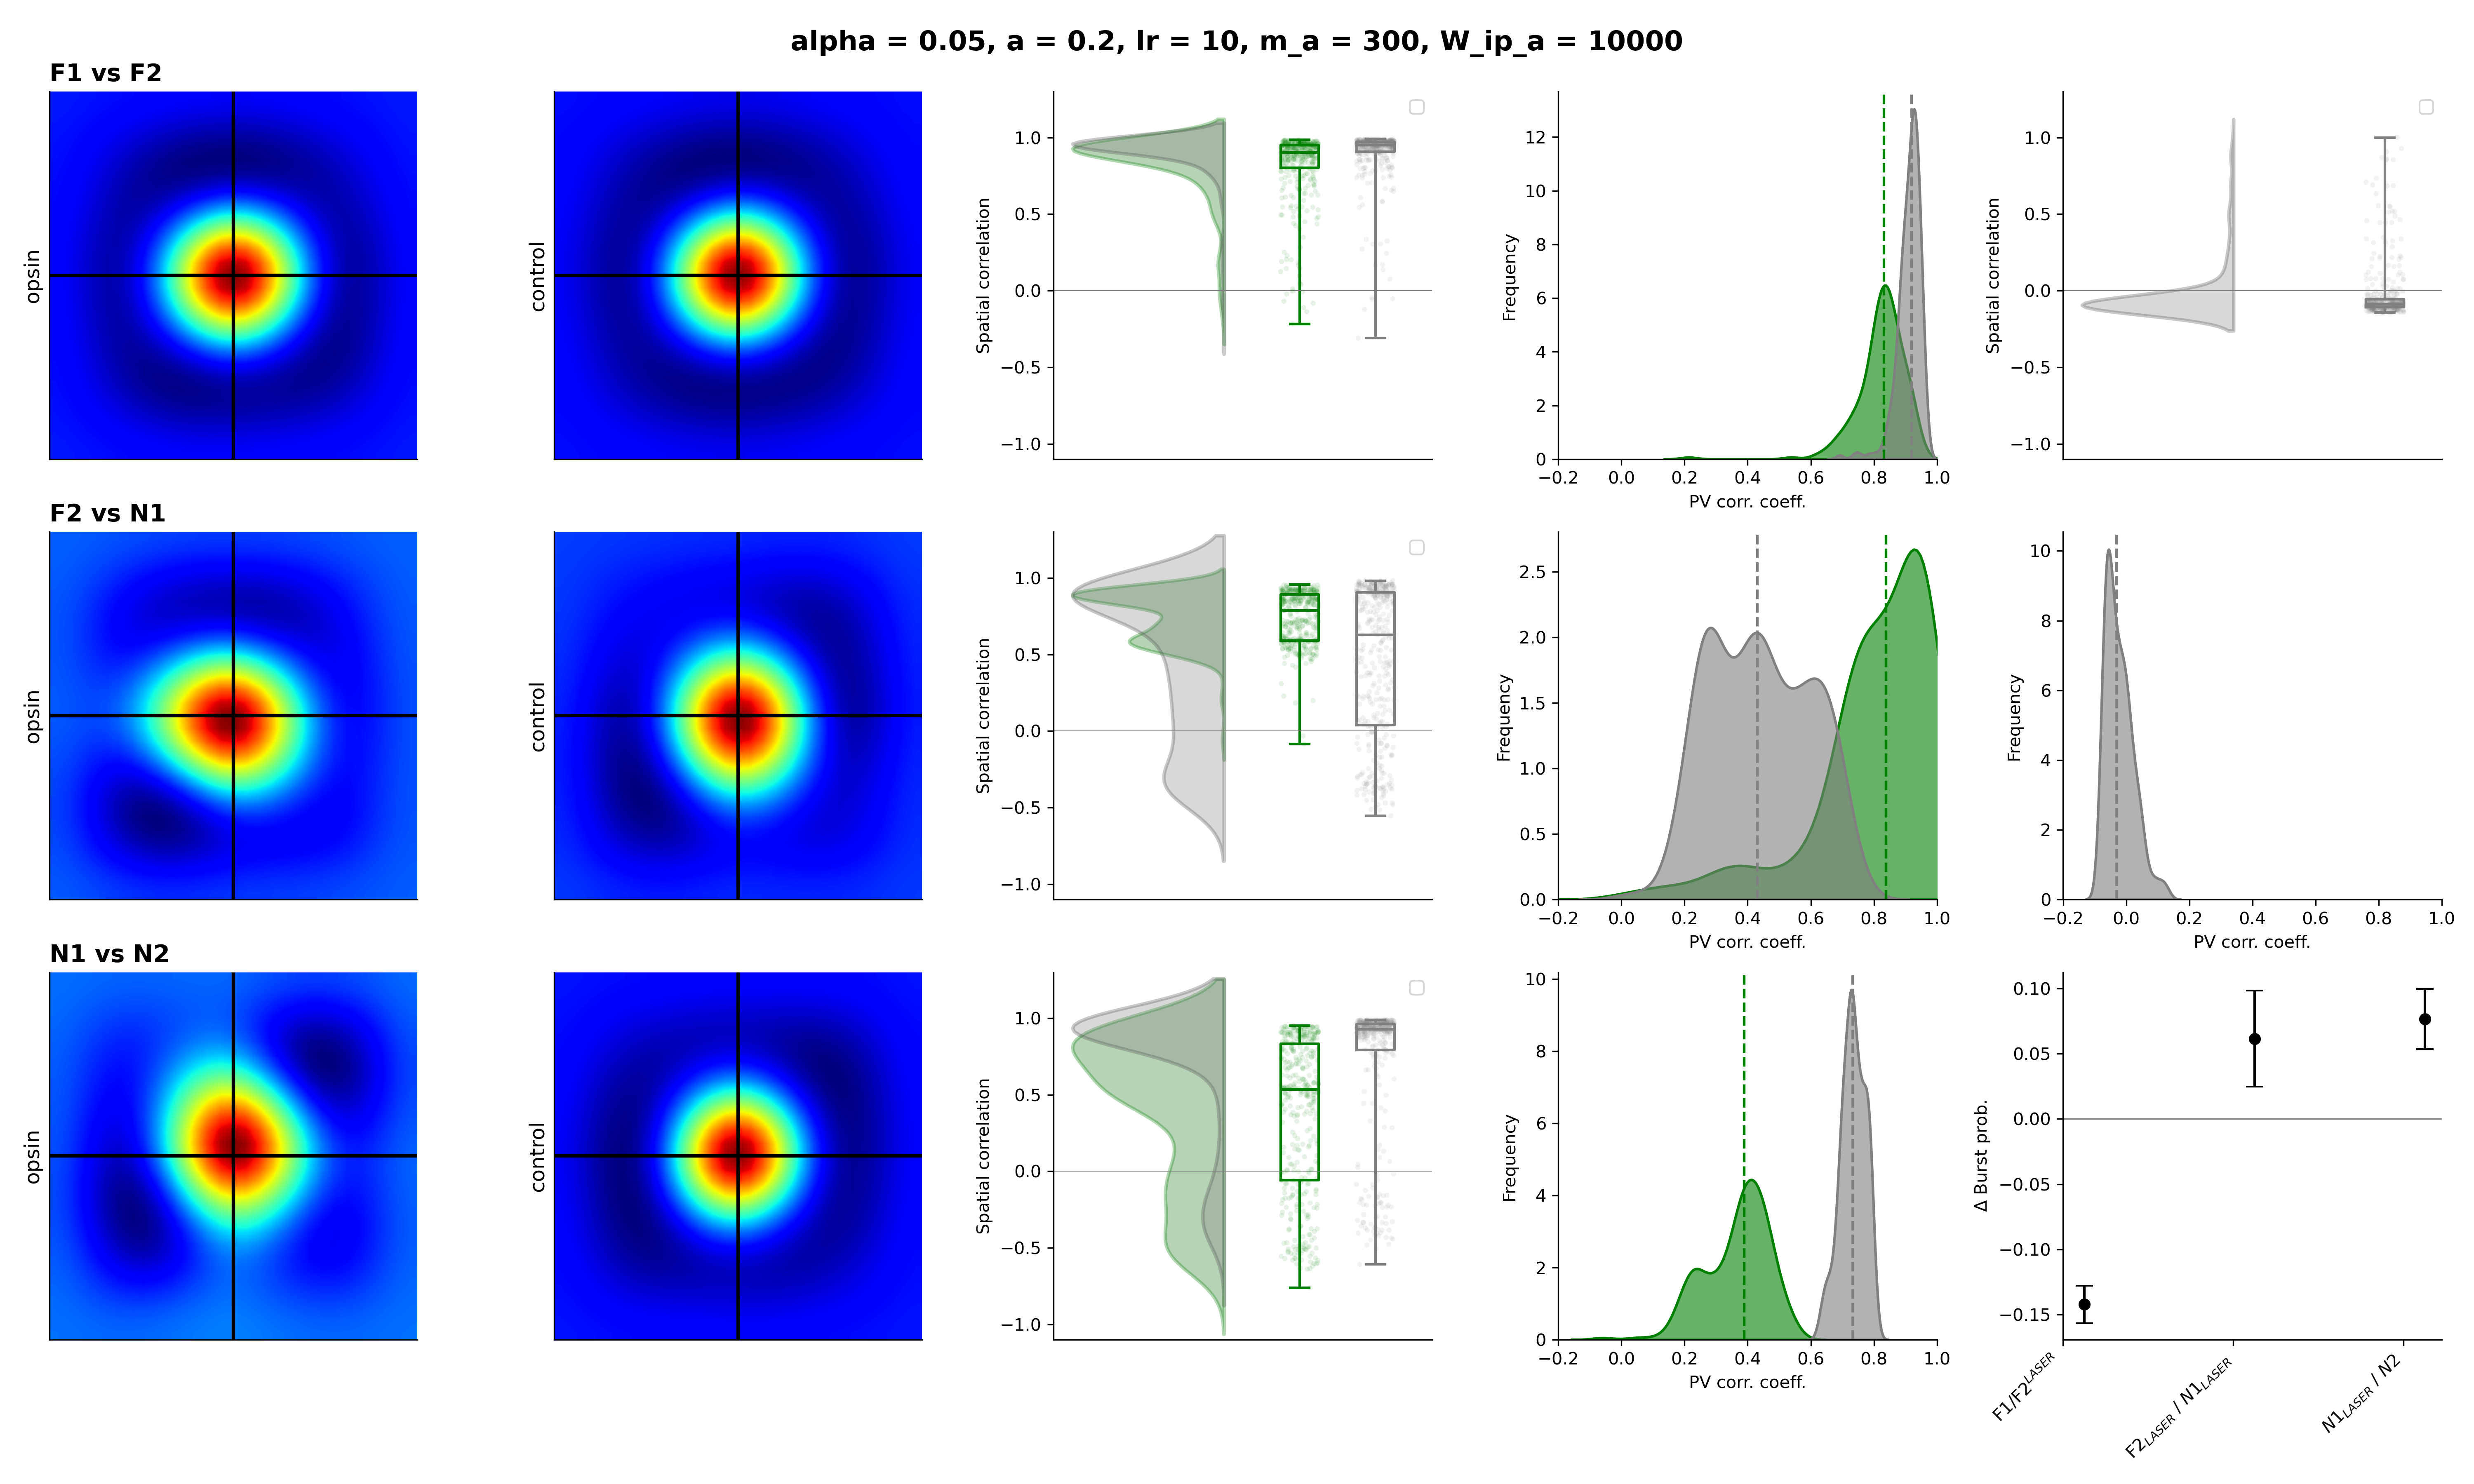 alpha = 0.05, a = 0.2, lr = 10, m_a = 300, W_ip_a = 10000
F1 vs F2
opsin
control
Spatial correlation
1.0
0.5
0.0
−0.5
−1.0
Frequency
12
10
8
6
4
2
0
−0.2 0.0 0.2 0.4 0.6 0.8 1.0
PV corr. coeff.
Spatial correlation
1.0
0.5
0.0
−0.5
−1.0
F2 vs N1
opsin
control
Spatial correlation
1.0
0.5
0.0
−0.5
−1.0
Frequency
2.5
2.0
1.5
1.0
0.5
0.0
−0.2 0.0 0.2 0.4 0.6 0.8 1.0
PV corr. coeff.
Frequency
10
8
6
4
2
0
−0.2 0.0 0.2 0.4 0.6 0.8 1.0
PV corr. coeff.
N1 vs N2
opsin
control
Spatial correlation
1.0
0.5
0.0
−0.5
−1.0
Frequency
10
8
6
4
2
0
−0.2 0.0 0.2 0.4 0.6 0.8 1.0
PV corr. coeff.
Δ Burst prob.
0.10
0.05
0.00
−0.05
−0.10
−0.15
F1/F2^LASER
F2_LASER / N1_LASER
N1_LASER / N2